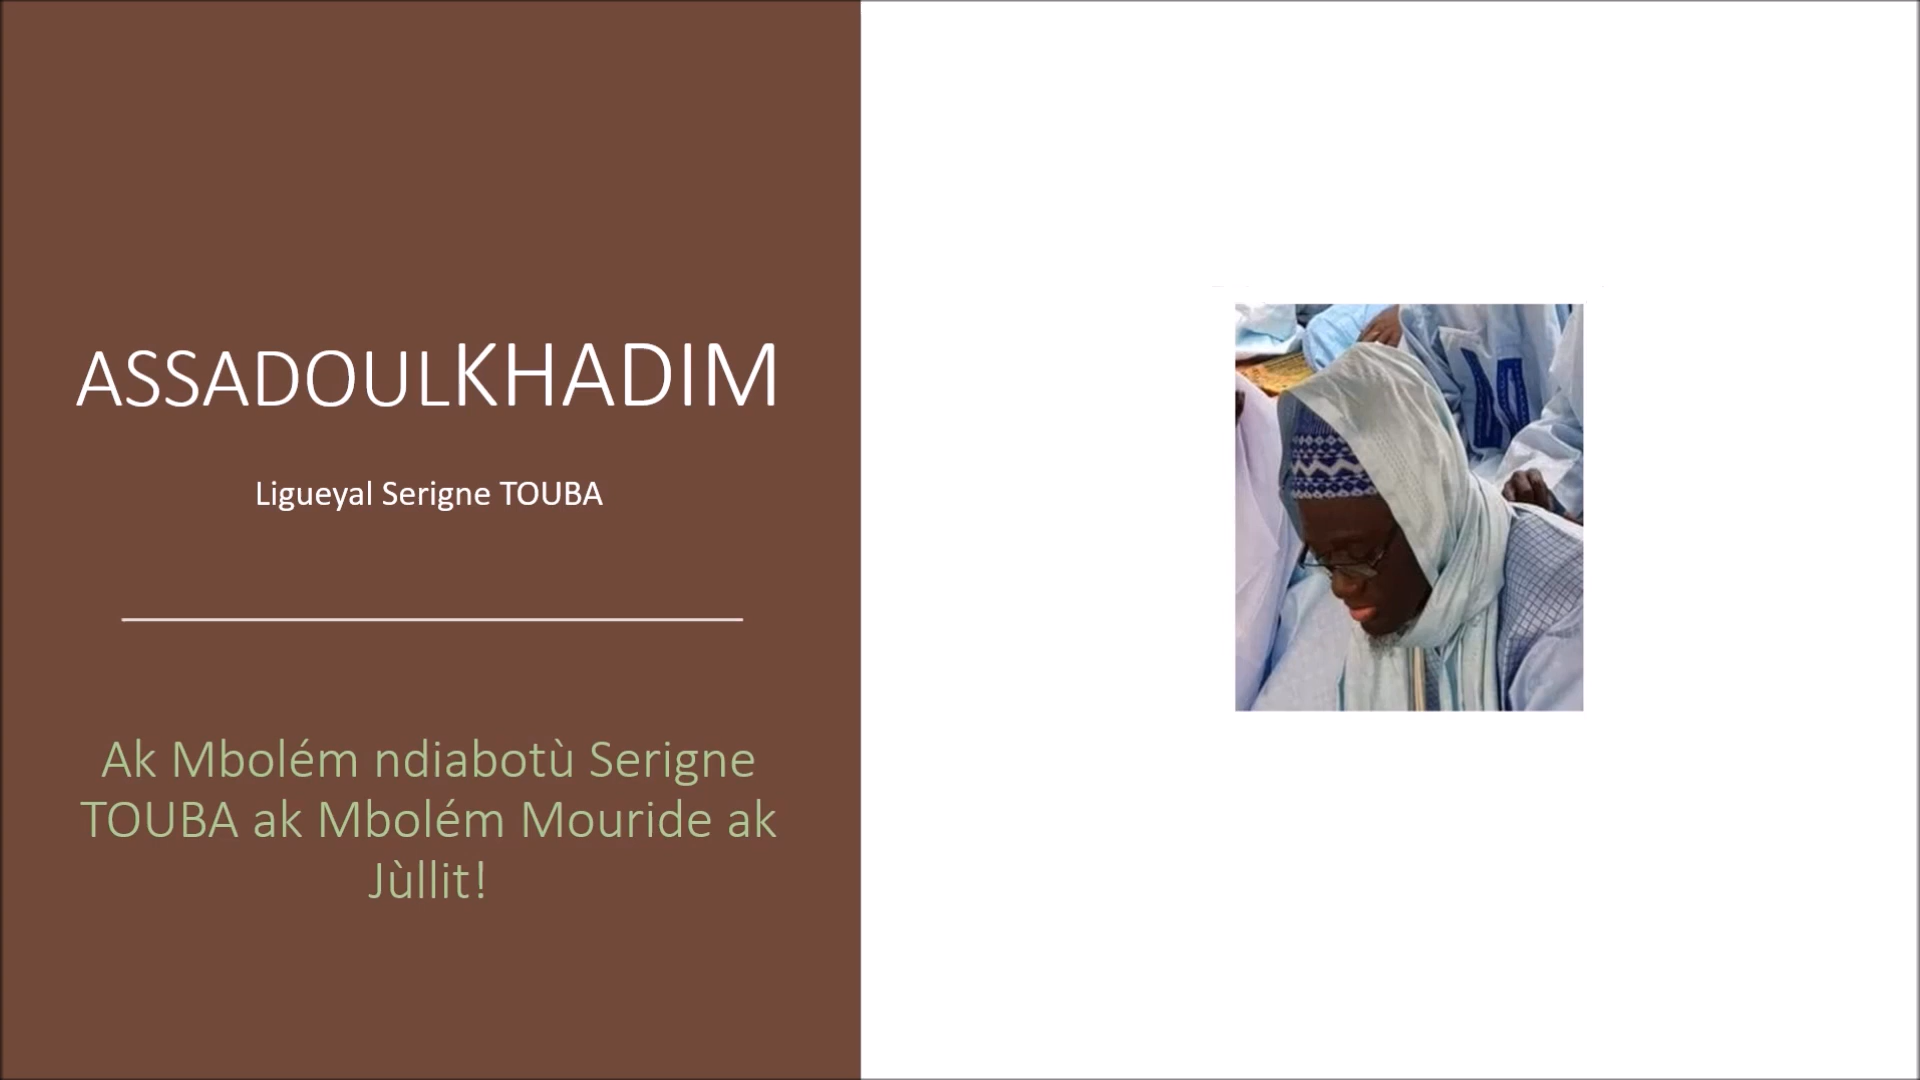 ASSADOULKHADIM
Ligueyal Serigne TOUBA
Ak Mbolém ndiabotù Serigne
TOUBA ak Mbolém Mouride ak
Jùllit!